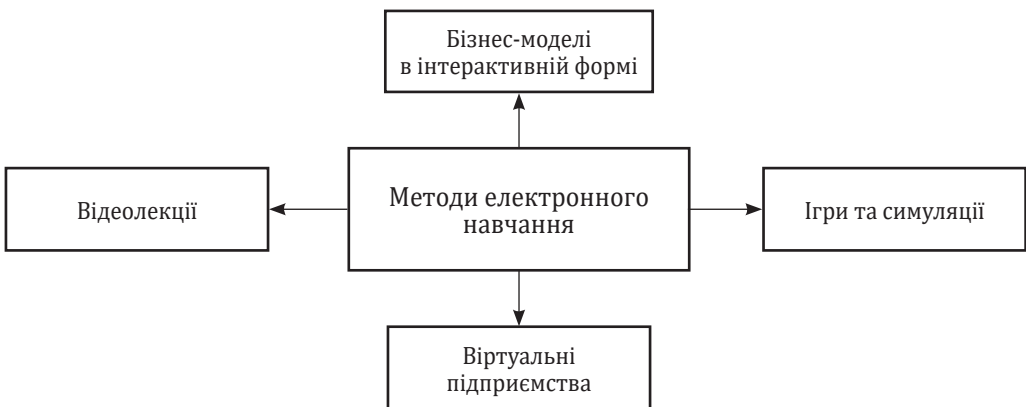 Бізнес-моделі
в інтерактивній формі
Відеолекції
Методи електронного
навчання
Ігри та симуляції
Віртуальні
підприємства